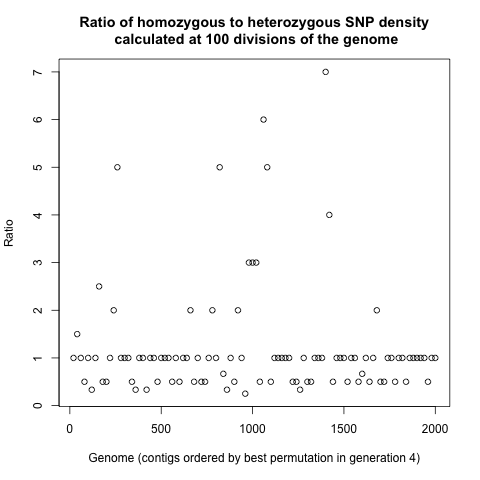 Ratio of homozygous to heterozygous SNP density
calculated at 100 divisions of the genome
Ratio
7
6
5
4
3
2
1
0
0 500 1000 1500 2000
Genome (contigs ordered by best permutation in generation 4)